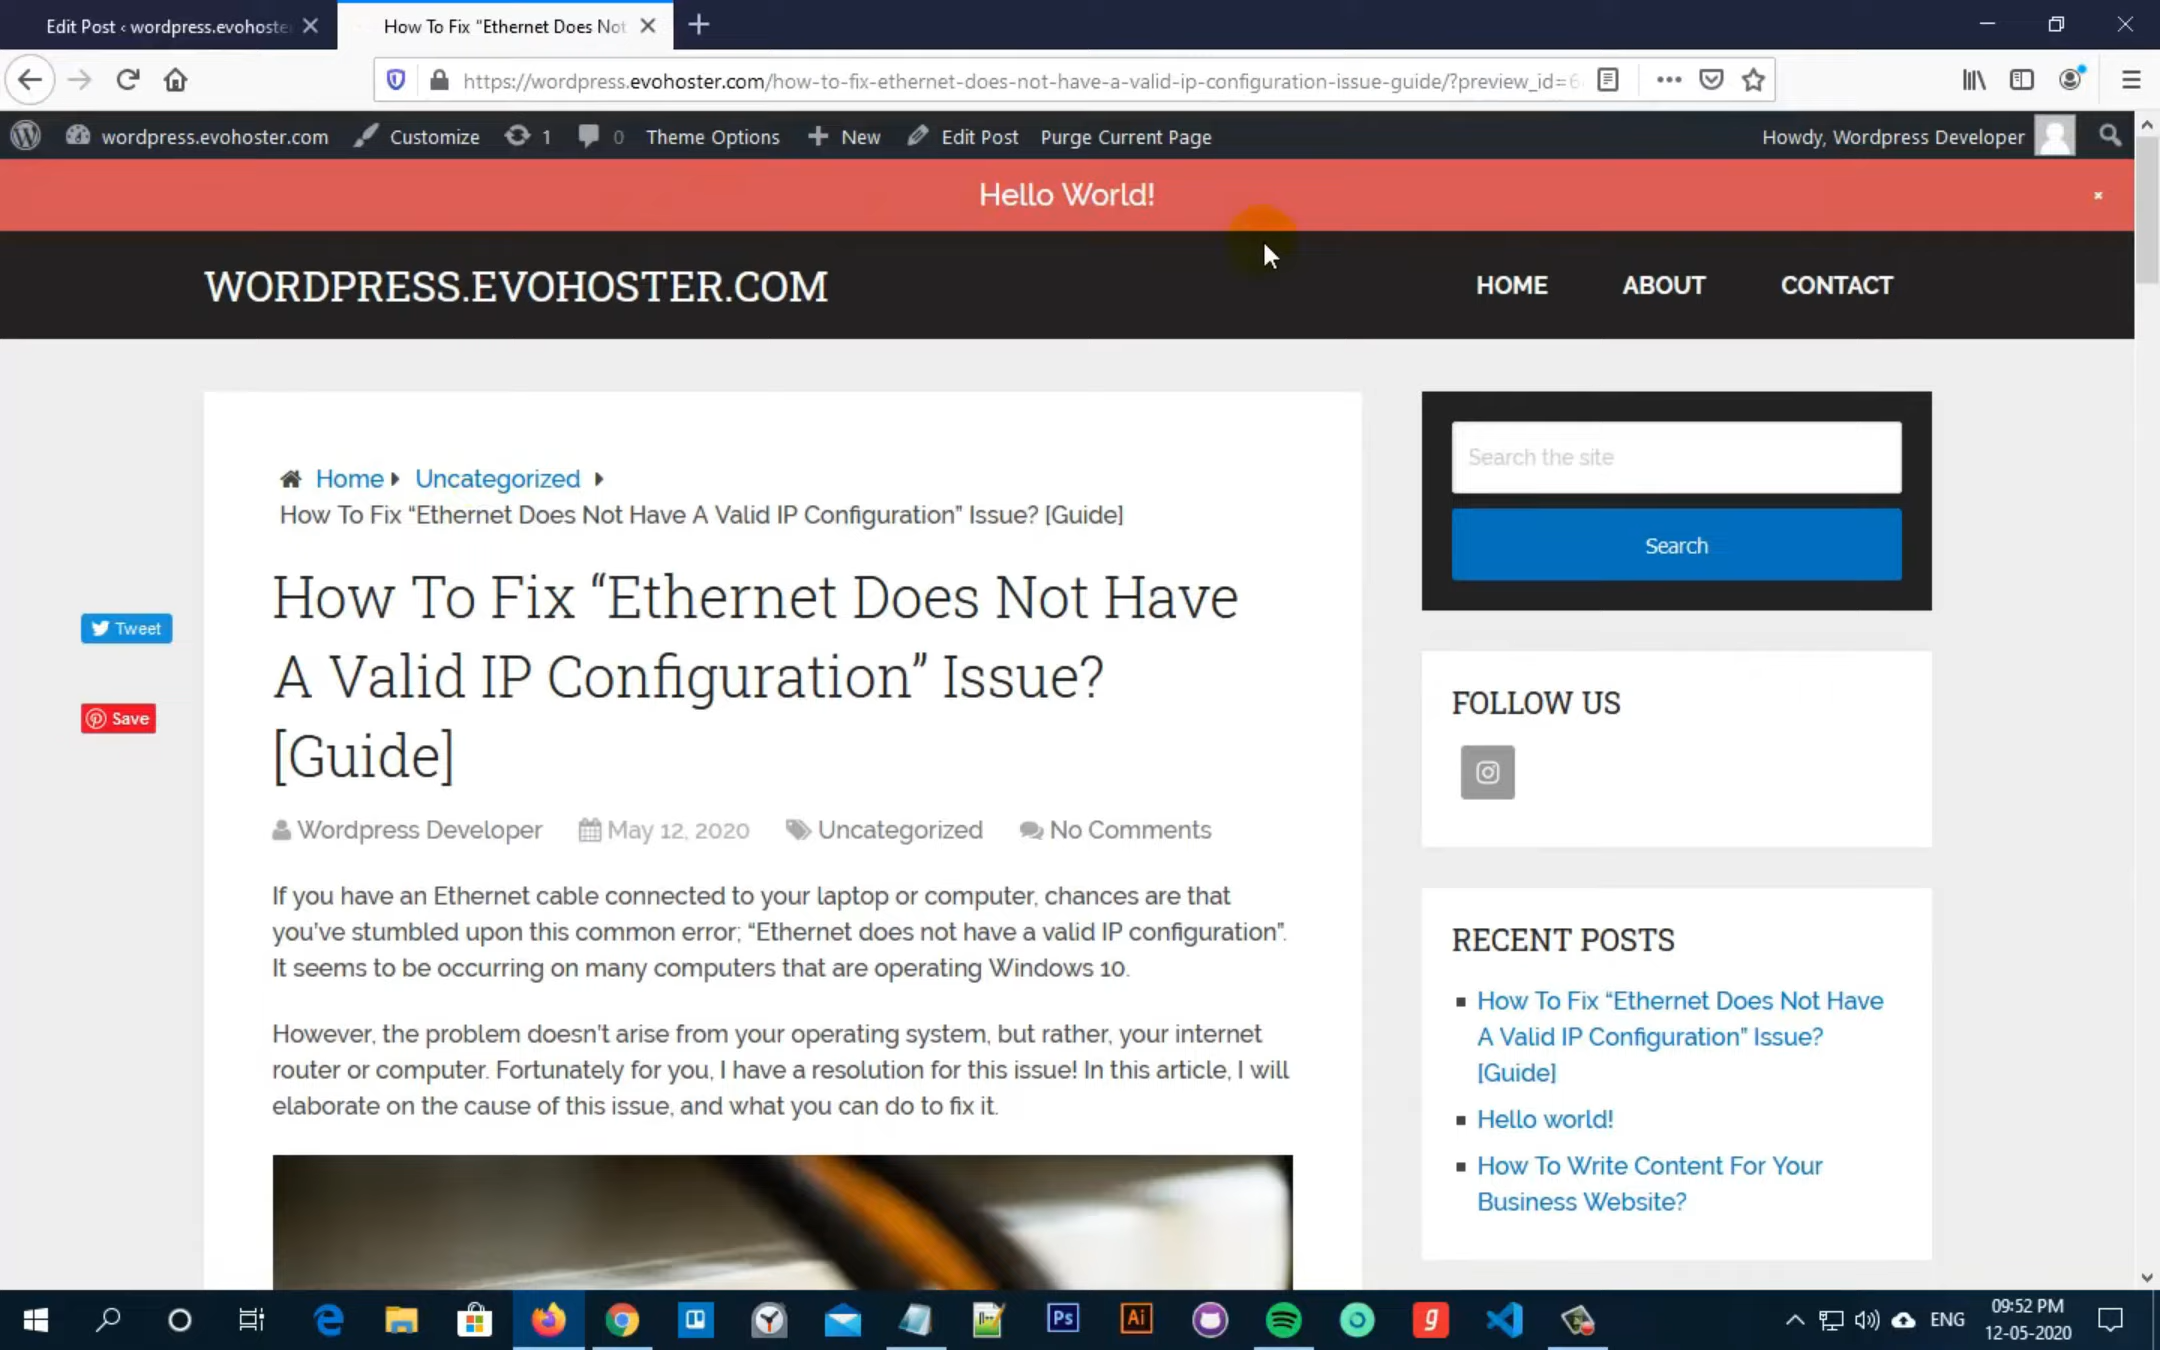 Edit Post ‹ wordpress.evohoste
How To Fix “Ethernet Does Not
https://wordpress.evohoster.com/how-to-fix-ethernet-does-not-have-a-valid-ip-configuration-issue-guide/?preview_id=6
wordpress.evohoster.com
Customize
1
0
Theme Options
New
Edit Post
Purge Current Page
Howdy, Wordpress Developer
Hello World!
WORDPRESS.EVOHOSTER.COM
HOME
ABOUT
CONTACT
Home
Uncategorized
How To Fix “Ethernet Does Not Have A Valid IP Configuration” Issue? [Guide]
How To Fix “Ethernet Does Not Have
A Valid IP Configuration” Issue?
[Guide]
Tweet
Save
Wordpress Developer
May 12, 2020
Uncategorized
No Comments
If you have an Ethernet cable connected to your laptop or computer, chances are that
you’ve stumbled upon this common error; “Ethernet does not have a valid IP configuration”.
It seems to be occurring on many computers that are operating Windows 10.
However, the problem doesn’t arise from your operating system, but rather, your internet
router or computer. Fortunately for you, I have a resolution for this issue! In this article, I will
elaborate on the cause of this issue, and what you can do to fix it.
Search the site
Search
FOLLOW US
RECENT POSTS
How To Fix “Ethernet Does Not Have
A Valid IP Configuration” Issue?
[Guide]
Hello world!
How To Write Content For Your
Business Website?
Ps
Ai
g
ENG
09:52 PM
12-05-2020